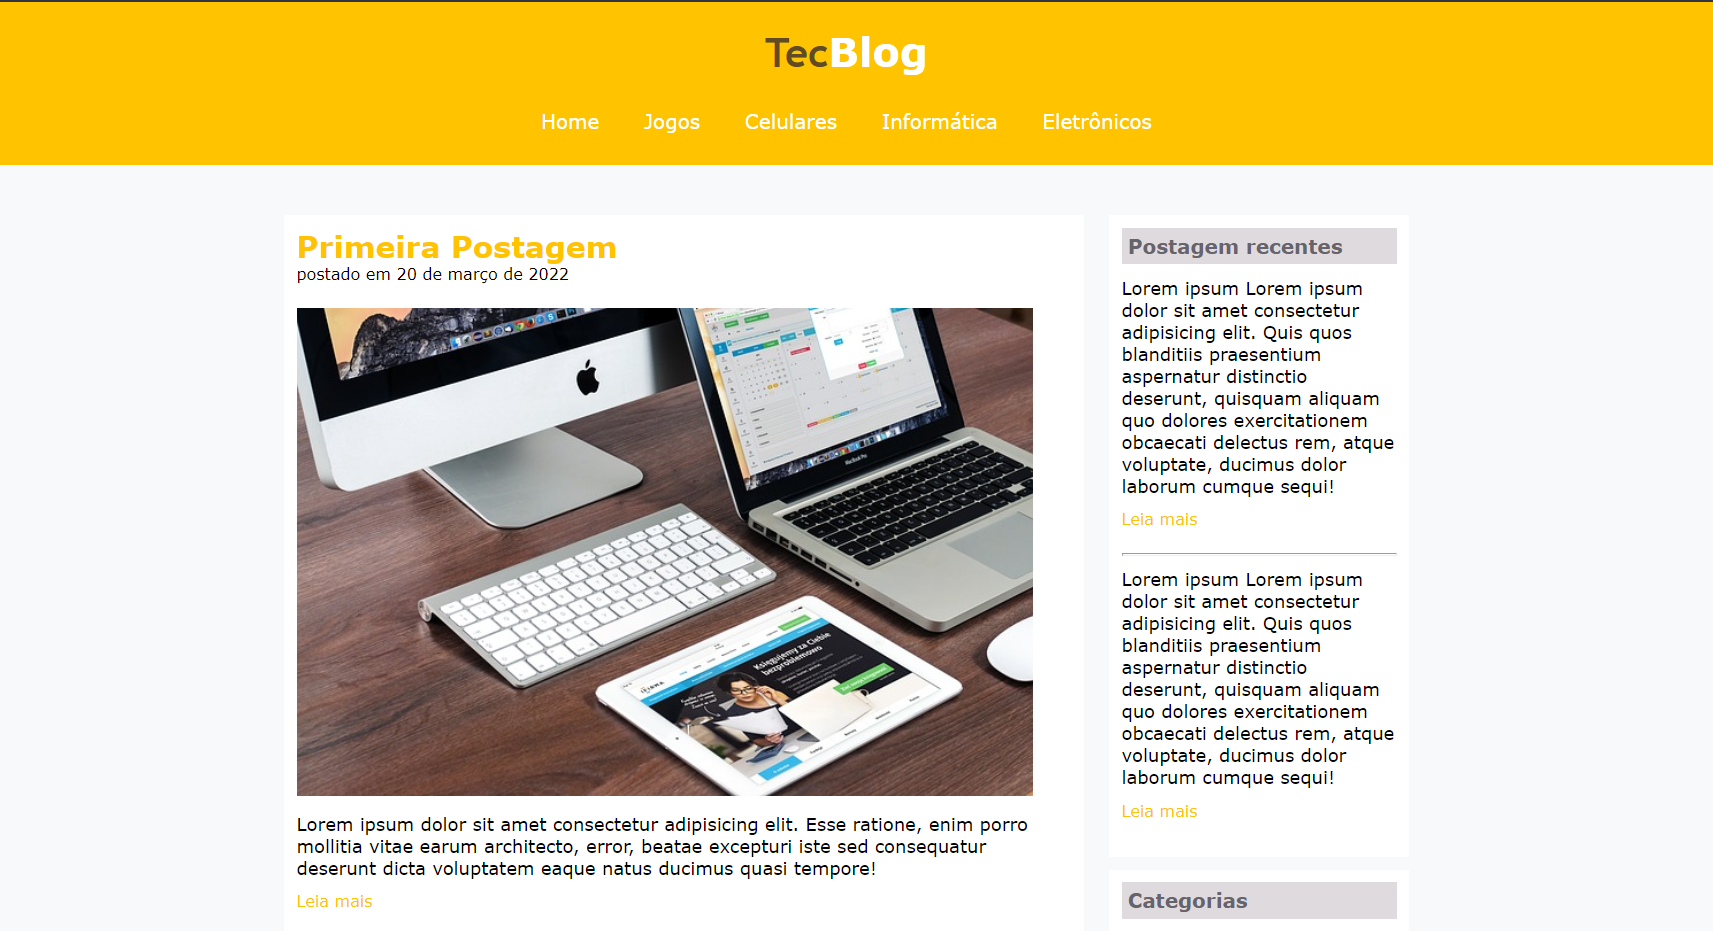 TecBlog
Home Jogos Celulares Informática Eletrônicos
Primeira Postagem
postado em 20 de março de 2022
MacBook Pro
Księgujemy za Ciebie
bezproblemowo
Lorem ipsum dolor sit amet consectetur adipisicing elit. Esse ratione, enim porro
mollitia vitae earum architecto, error, beatae excepturi iste sed consequatur
deserunt dicta voluptatem eaque natus ducimus quasi tempore!
Leia mais
Postagem recentes
Lorem ipsum Lorem ipsum
dolor sit amet consectetur
adipisicing elit. Quis quos
blanditiis praesentium
aspernatur distinctio
deserunt, quisquam aliquam
quo dolores exercitationem
obcaecati delectus rem, atque
voluptate, ducimus dolor
laborum cumque sequi!
Leia mais
Lorem ipsum Lorem ipsum
dolor sit amet consectetur
adipisicing elit. Quis quos
blanditiis praesentium
aspernatur distinctio
deserunt, quisquam aliquam
quo dolores exercitationem
obcaecati delectus rem, atque
voluptate, ducimus dolor
laborum cumque sequi!
Leia mais
Categorias